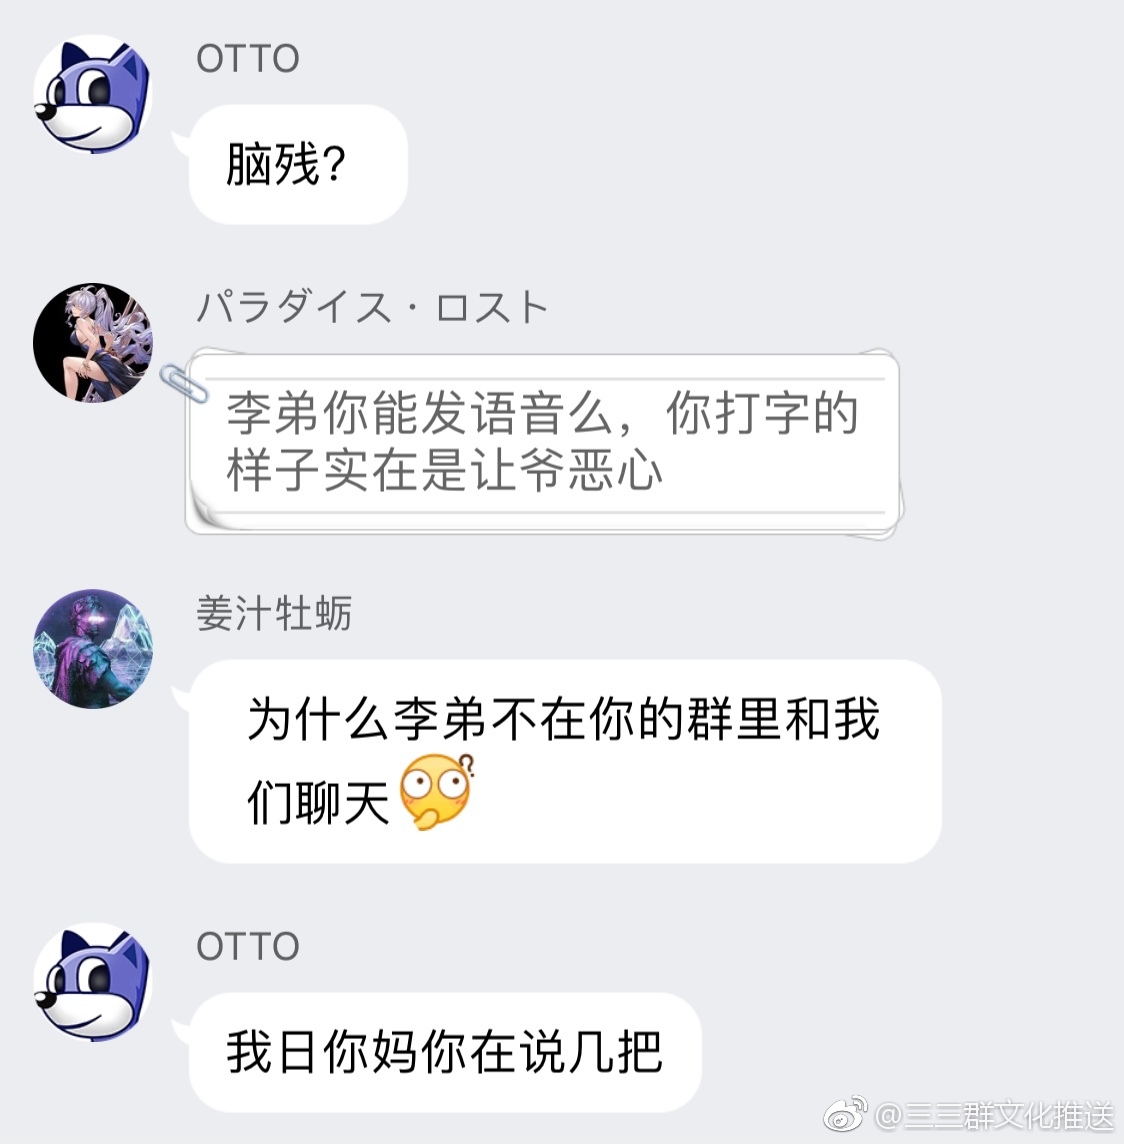 OTTO
脑残?
パラダイス・ロスト
李弟你能发语音么，你打字的
样子实在是让爷恶心
姜汁牡蛎
为什么李弟不在你的群里和我
们聊天
OTTO
我日你妈你在说几把
@三三群文化推送